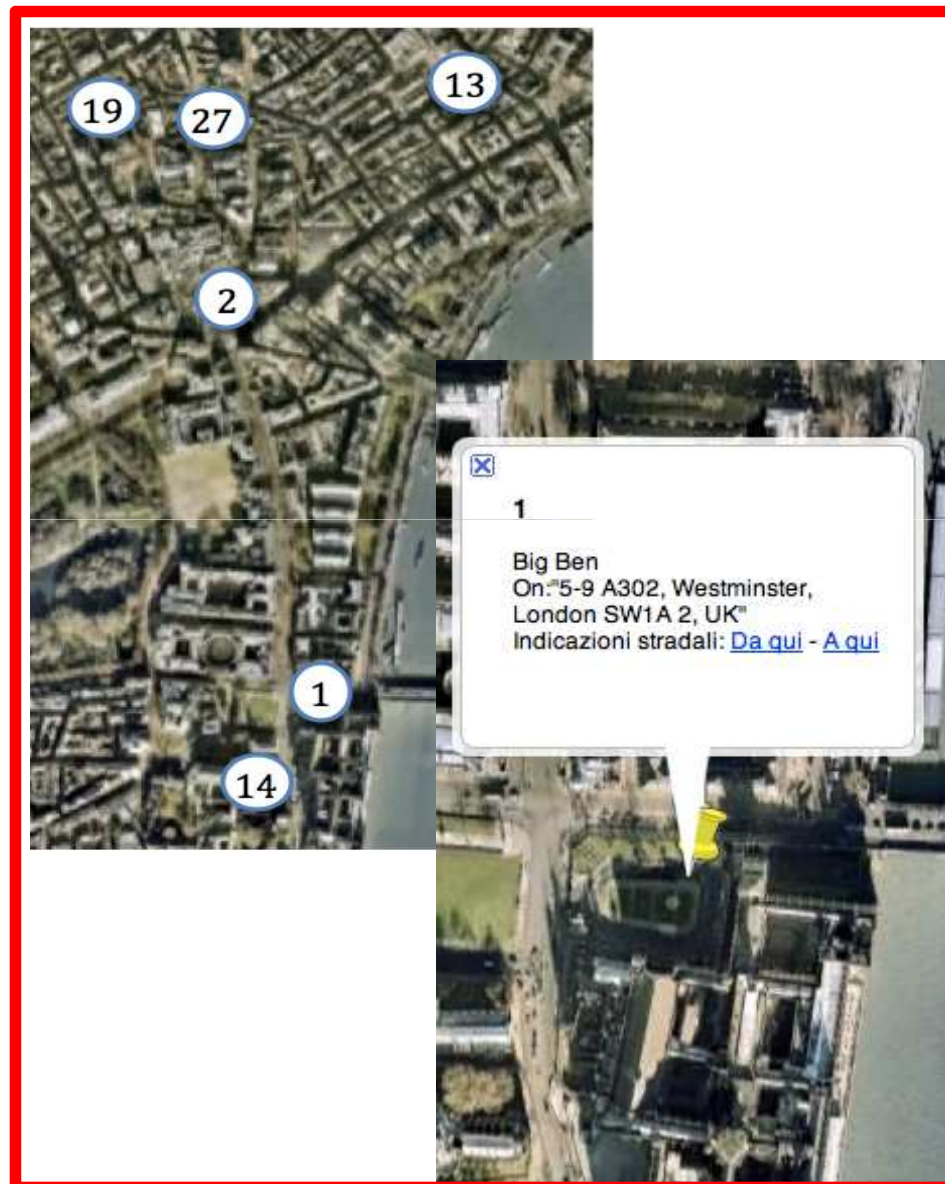 19
27
13
2
1
14
1
Big Ben
On:"5-9 A302, Westminster,
London SW1A 2, UK"
Indicazioni stradali: Da qui - A qui